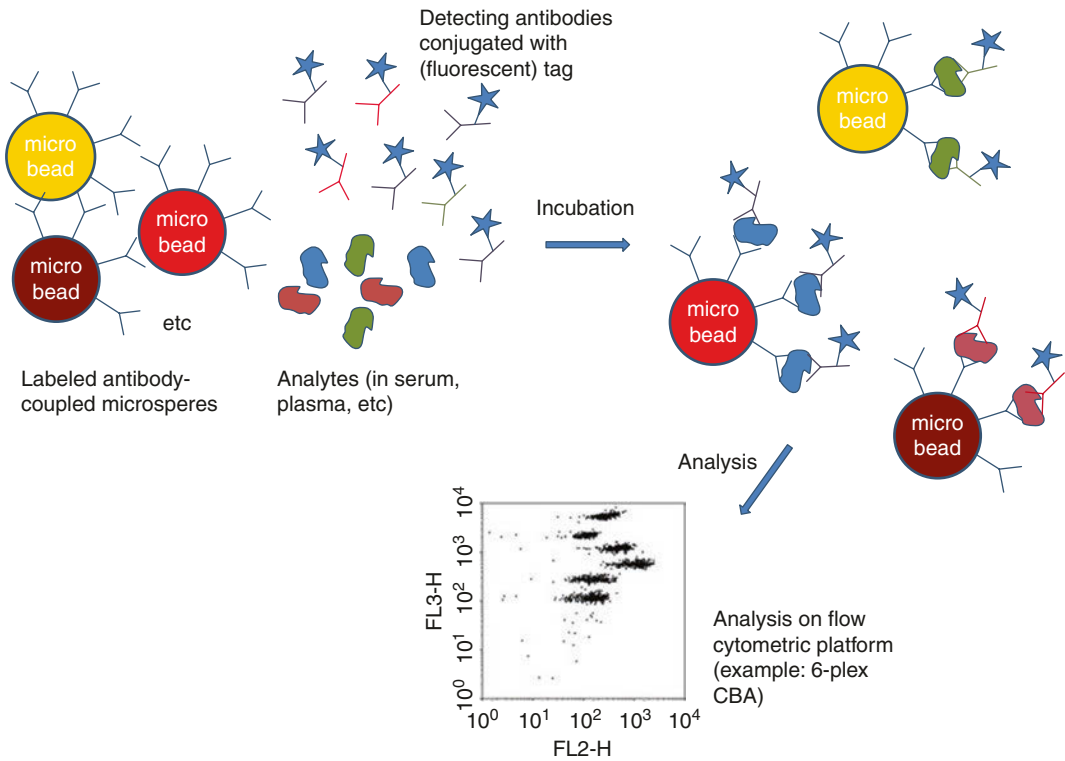 Detecting antibodies
conjugated with
(fluorescent) tag
micro
bead
micro
bead
micro
bead
etc
Labeled antibody-
coupled microsperes
Analytes (in serum,
plasma, etc)
Incubation
micro
bead
micro
bead
micro
bead
Analysis
10^4
10^3
10^2
10^1
10^0
FL3-H
10^0 10^1 10^2 10^3 10^4
FL2-H
Analysis on flow
cytometric platform
(example: 6-plex
CBA)